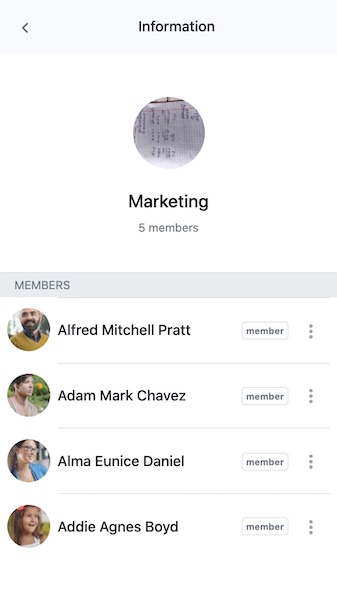 Information
Marketing
5 members
MEMBERS
Alfred Mitchell Pratt member
Adam Mark Chavez member
Alma Eunice Daniel member
Addie Agnes Boyd member